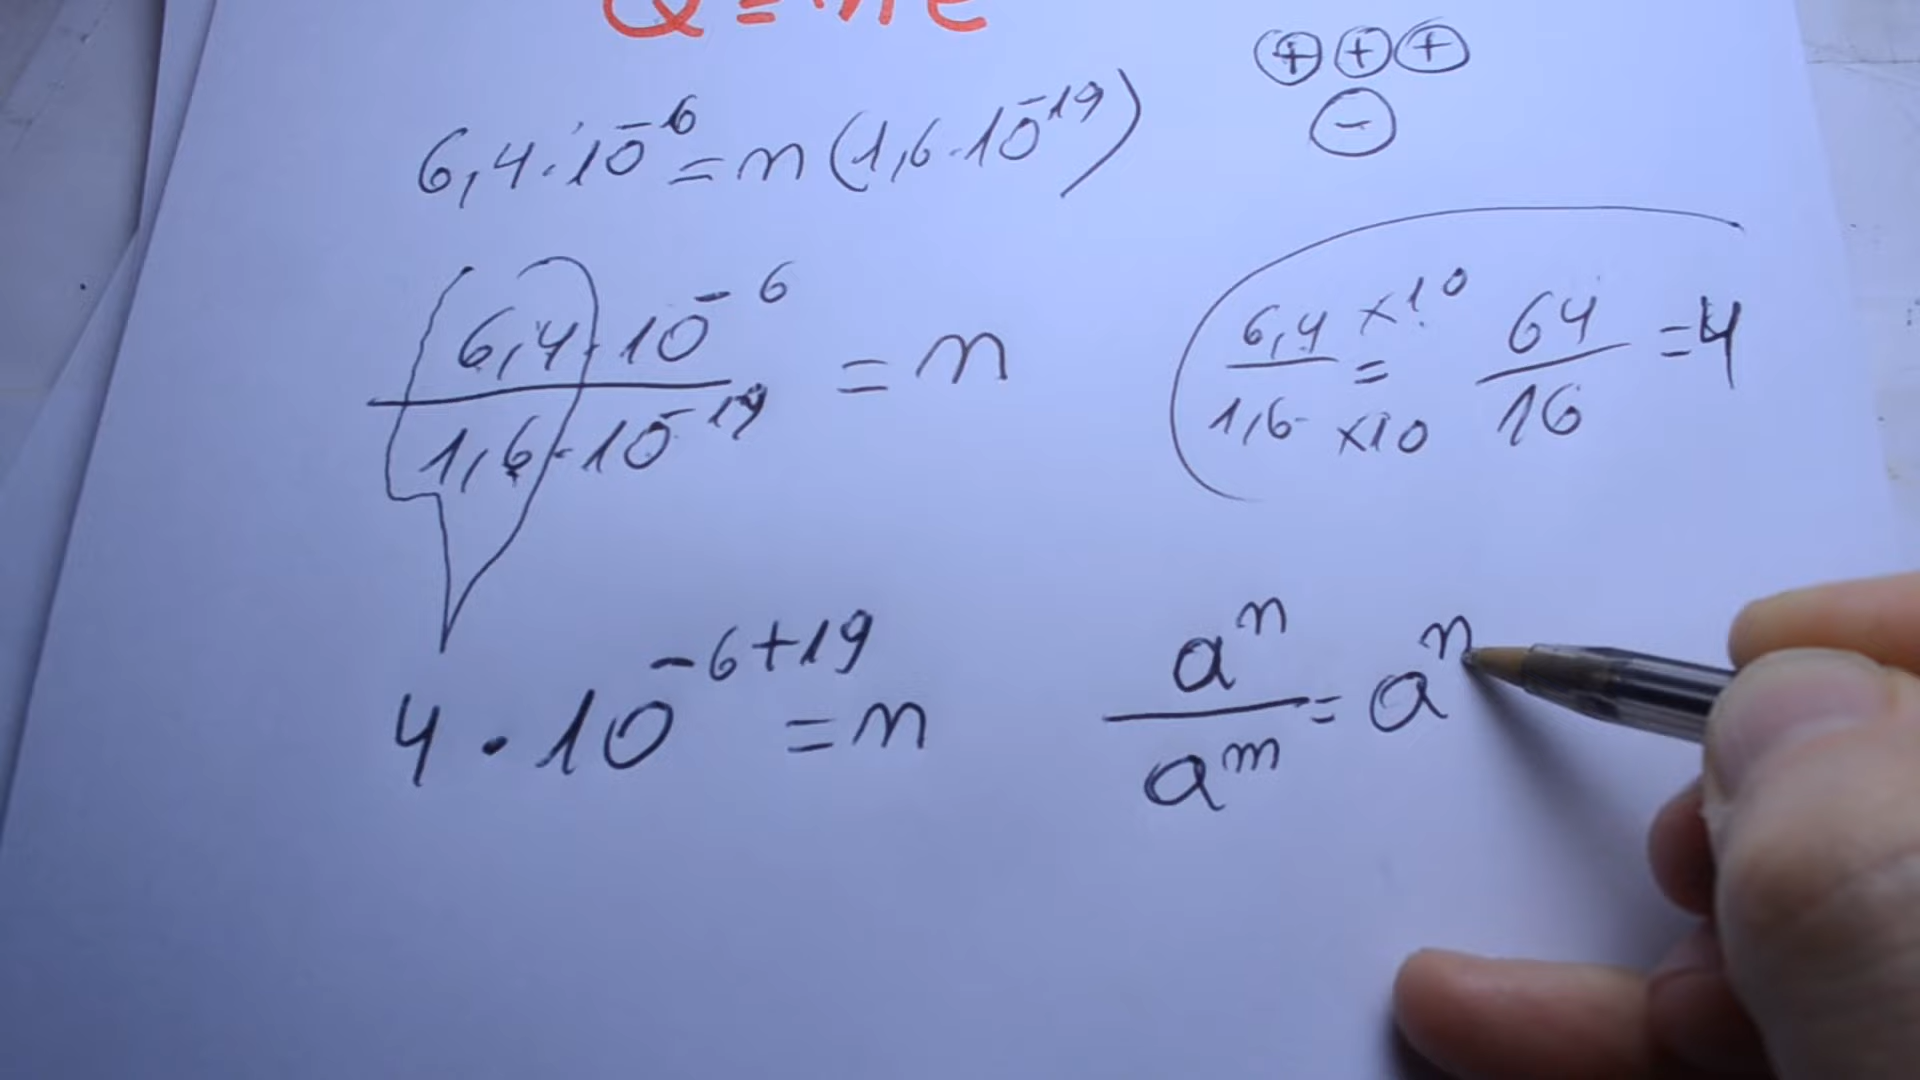 Q=ne
+ + +
−
6,4·10⁻⁶=n(1,6·10⁻¹⁹)
6,4·10⁻⁶
1,6·10⁻¹⁹
=n
6,4 ×10
1,6 ×10
=
64
16
=4
4·10⁻⁶⁺¹⁹=n
aⁿ
aᵐ
=aⁿ